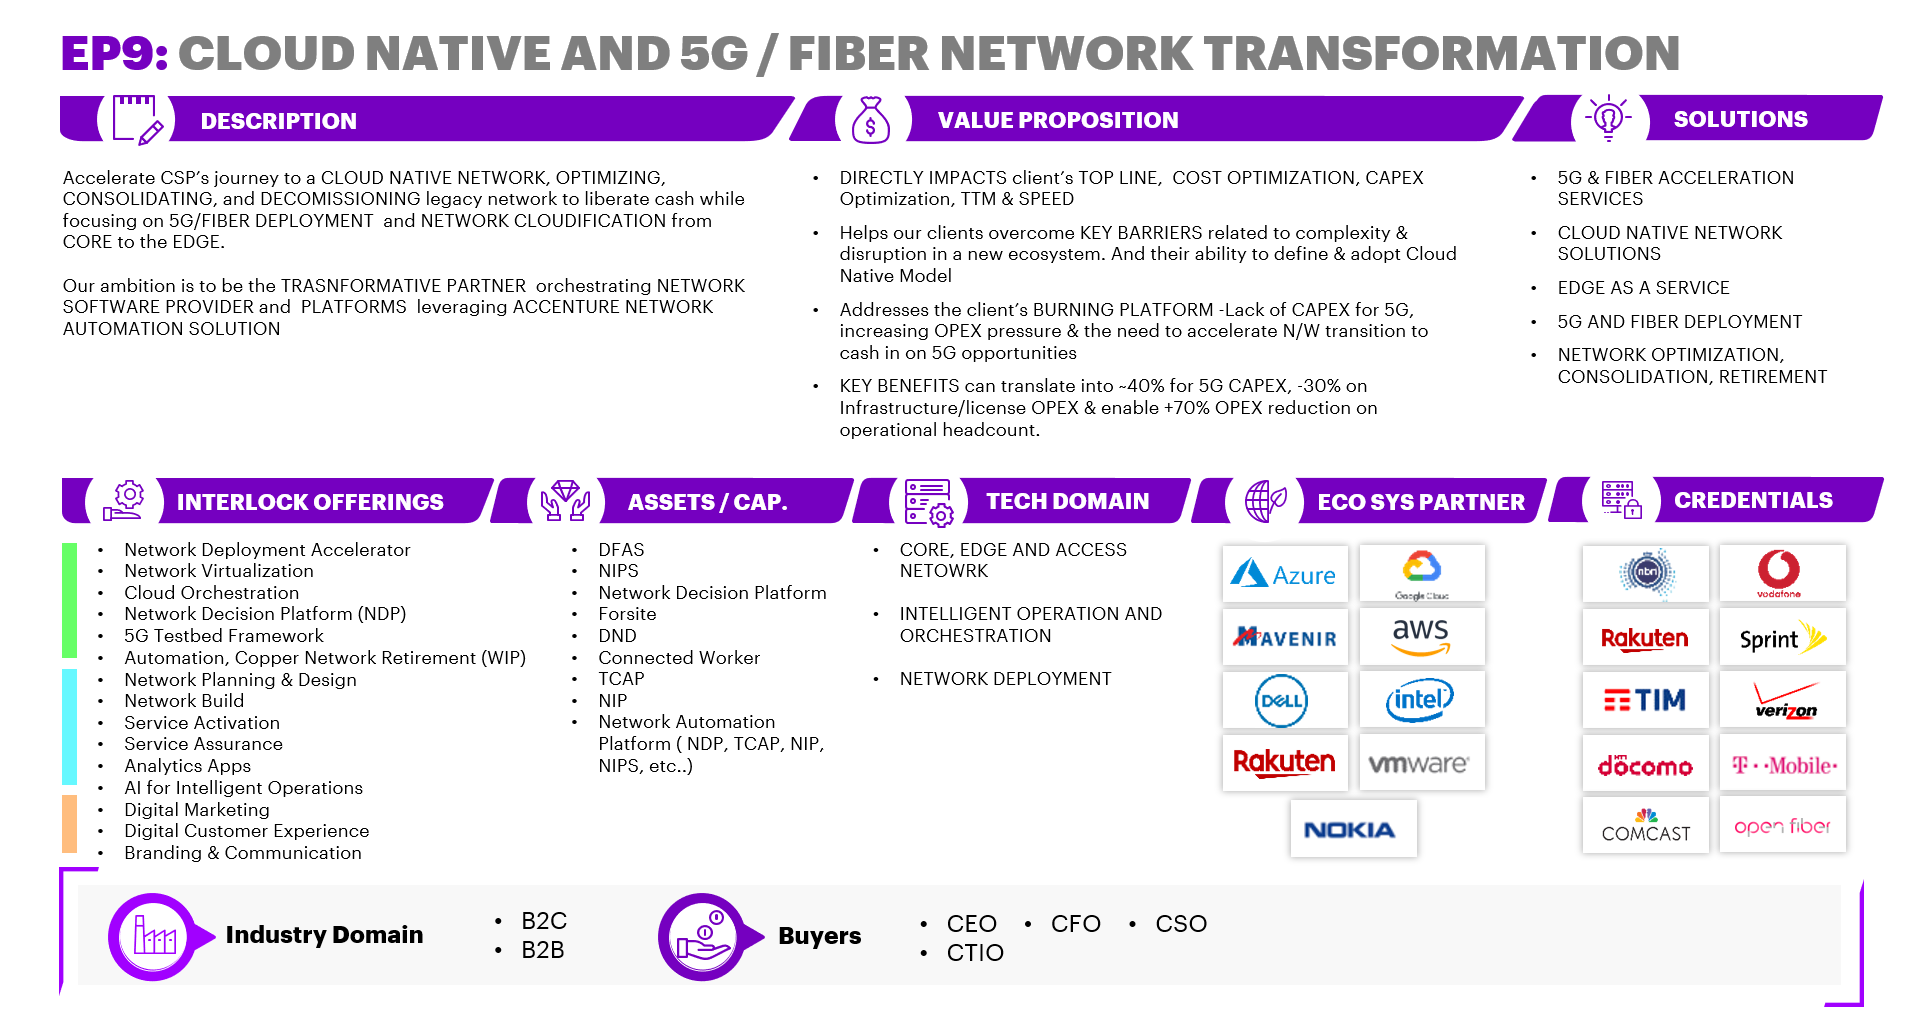 EP9: CLOUD NATIVE AND 5G / FIBER NETWORK TRANSFORMATION
DESCRIPTION
Accelerate CSP's journey to a CLOUD NATIVE NETWORK, OPTIMIZING,
CONSOLIDATING, and DECOMISSIONING legacy network to liberate cash while
focusing on 5G/FIBER DEPLOYMENT and NETWORK CLOUDIFICATION from
CORE to the EDGE.
Our ambition is to be the TRASNFORMATIVE PARTNER orchestrating NETWORK
SOFTWARE PROVIDER and PLATFORMS leveraging ACCENTURE NETWORK
AUTOMATION SOLUTION
VALUE PROPOSITION
• DIRECTLY IMPACTS client's TOP LINE, COST OPTIMIZATION, CAPEX
Optimization, TTM & SPEED
• Helps our clients overcome KEY BARRIERS related to complexity &
disruption in a new ecosystem. And their ability to define & adopt Cloud
Native Model
• Addresses the client's BURNING PLATFORM -Lack of CAPEX for 5G,
increasing OPEX pressure & the need to accelerate N/W transition to
cash in on 5G opportunities
• KEY BENEFITS can translate into ~40% for 5G CAPEX, -30% on
Infrastructure/license OPEX & enable +70% OPEX reduction on
operational headcount.
SOLUTIONS
• 5G & FIBER ACCELERATION
SERVICES
• CLOUD NATIVE NETWORK
SOLUTIONS
• EDGE AS A SERVICE
• 5G AND FIBER DEPLOYMENT
• NETWORK OPTIMIZATION,
CONSOLIDATION, RETIREMENT
INTERLOCK OFFERINGS
• Network Deployment Accelerator
• Network Virtualization
• Cloud Orchestration
• Network Decision Platform (NDP)
• 5G Testbed Framework
• Automation, Copper Network Retirement (WIP)
• Network Planning & Design
• Network Build
• Service Activation
• Service Assurance
• Analytics Apps
• AI for Intelligent Operations
• Digital Marketing
• Digital Customer Experience
• Branding & Communication
ASSETS / CAP.
• DFAS
• NIPS
• Network Decision Platform
• Forsite
• DND
• Connected Worker
• TCAP
• NIP
• Network Automation
Platform ( NDP, TCAP, NIP,
NIPS, etc..)
TECH DOMAIN
• CORE, EDGE AND ACCESS
NETOWRK
• INTELLIGENT OPERATION AND
ORCHESTRATION
• NETWORK DEPLOYMENT
ECO SYS PARTNER
Azure
Google Cloud
MAVENIR
aws
DELL
intel
Rakuten
vmware
NOKIA
CREDENTIALS
nbn
vodafone
Rakuten
Sprint
TIM
verizon
NTT
döcomo
T··Mobile·
COMCAST
open fiber
Industry Domain
• B2C
• B2B
Buyers
• CEO • CFO • CSO
• CTIO